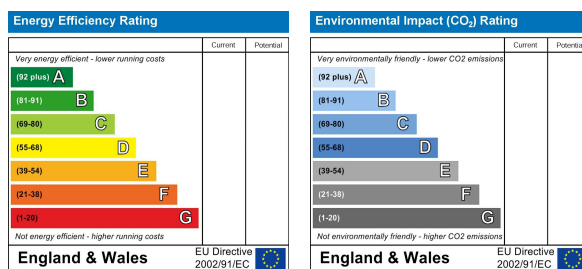 Energy Efficiency Rating
Current Potential
Very energy efficient - lower running costs
(92 plus) A
(81-91) B
(69-80) C
(55-68) D
(39-54) E
(21-38) F
(1-20) G
Not energy efficient - higher running costs
England & Wales
EU Directive
2002/91/EC
Environmental Impact (CO₂) Rating
Current Potential
Very environmentally friendly - lower CO2 emissions
(92 plus) A
(81-91) B
(69-80) C
(55-68) D
(39-54) E
(21-38) F
(1-20) G
Not environmentally friendly - higher CO2 emissions
England & Wales
EU Directive
2002/91/EC